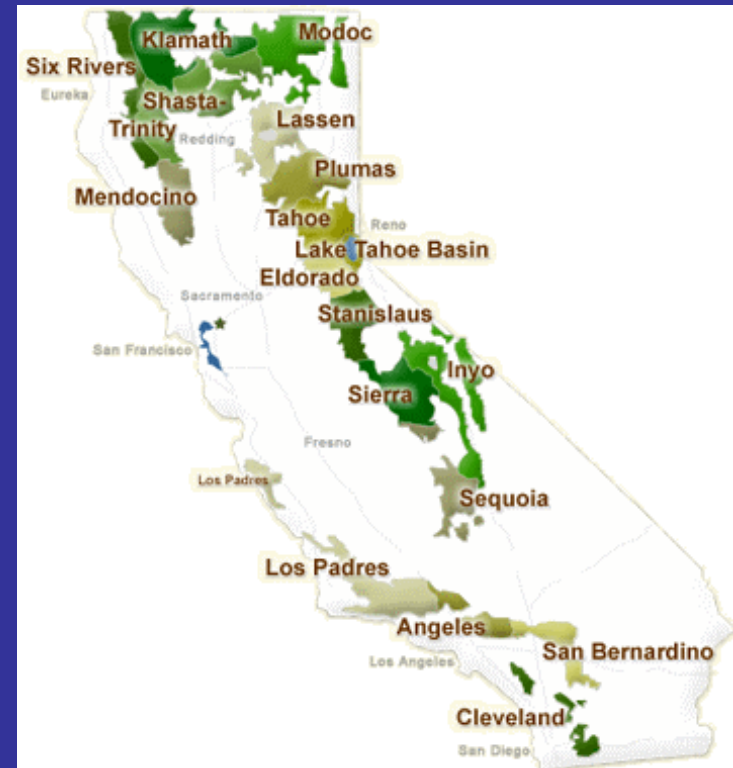 Klamath
Modoc
Six Rivers
Eureka
Shasta-
Trinity
Redding
Lassen
Plumas
Mendocino
Tahoe
Reno
Lake Tahoe Basin
Eldorado
Sacramento
Stanislaus
San Francisco
Inyo
Sierra
Fresno
Los Padres
Sequoia
Los Padres
Angeles
San Bernardino
Los Angeles
Cleveland
San Diego